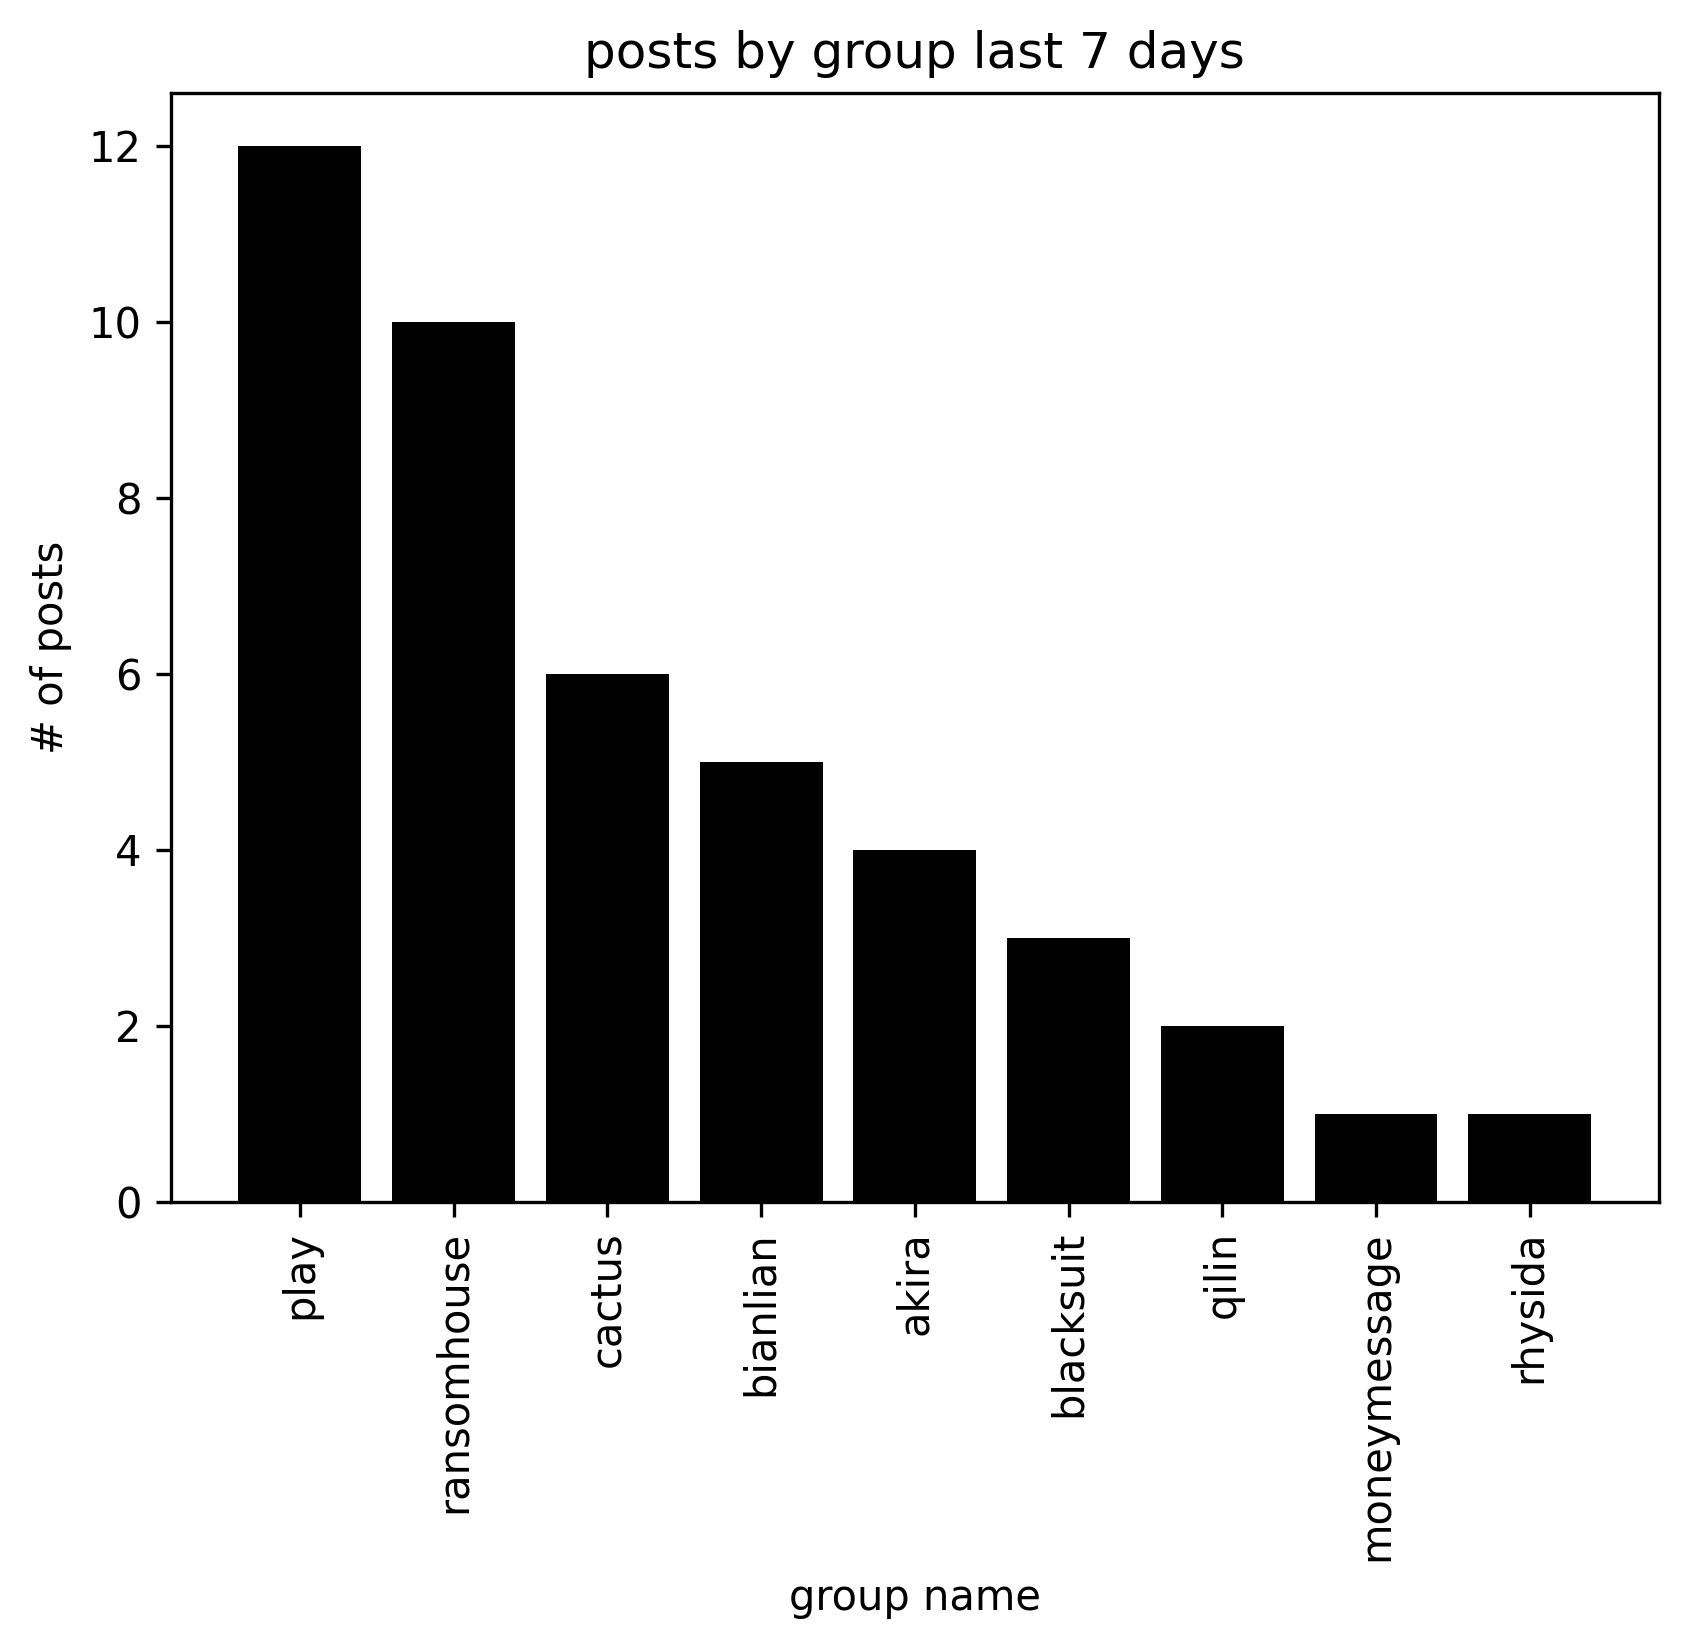 posts by group last 7 days
12
10
8
6
4
2
0
# of posts
play
ransomhouse
cactus
bianlian
akira
blacksuit
qilin
moneymessage
rhysida
group name